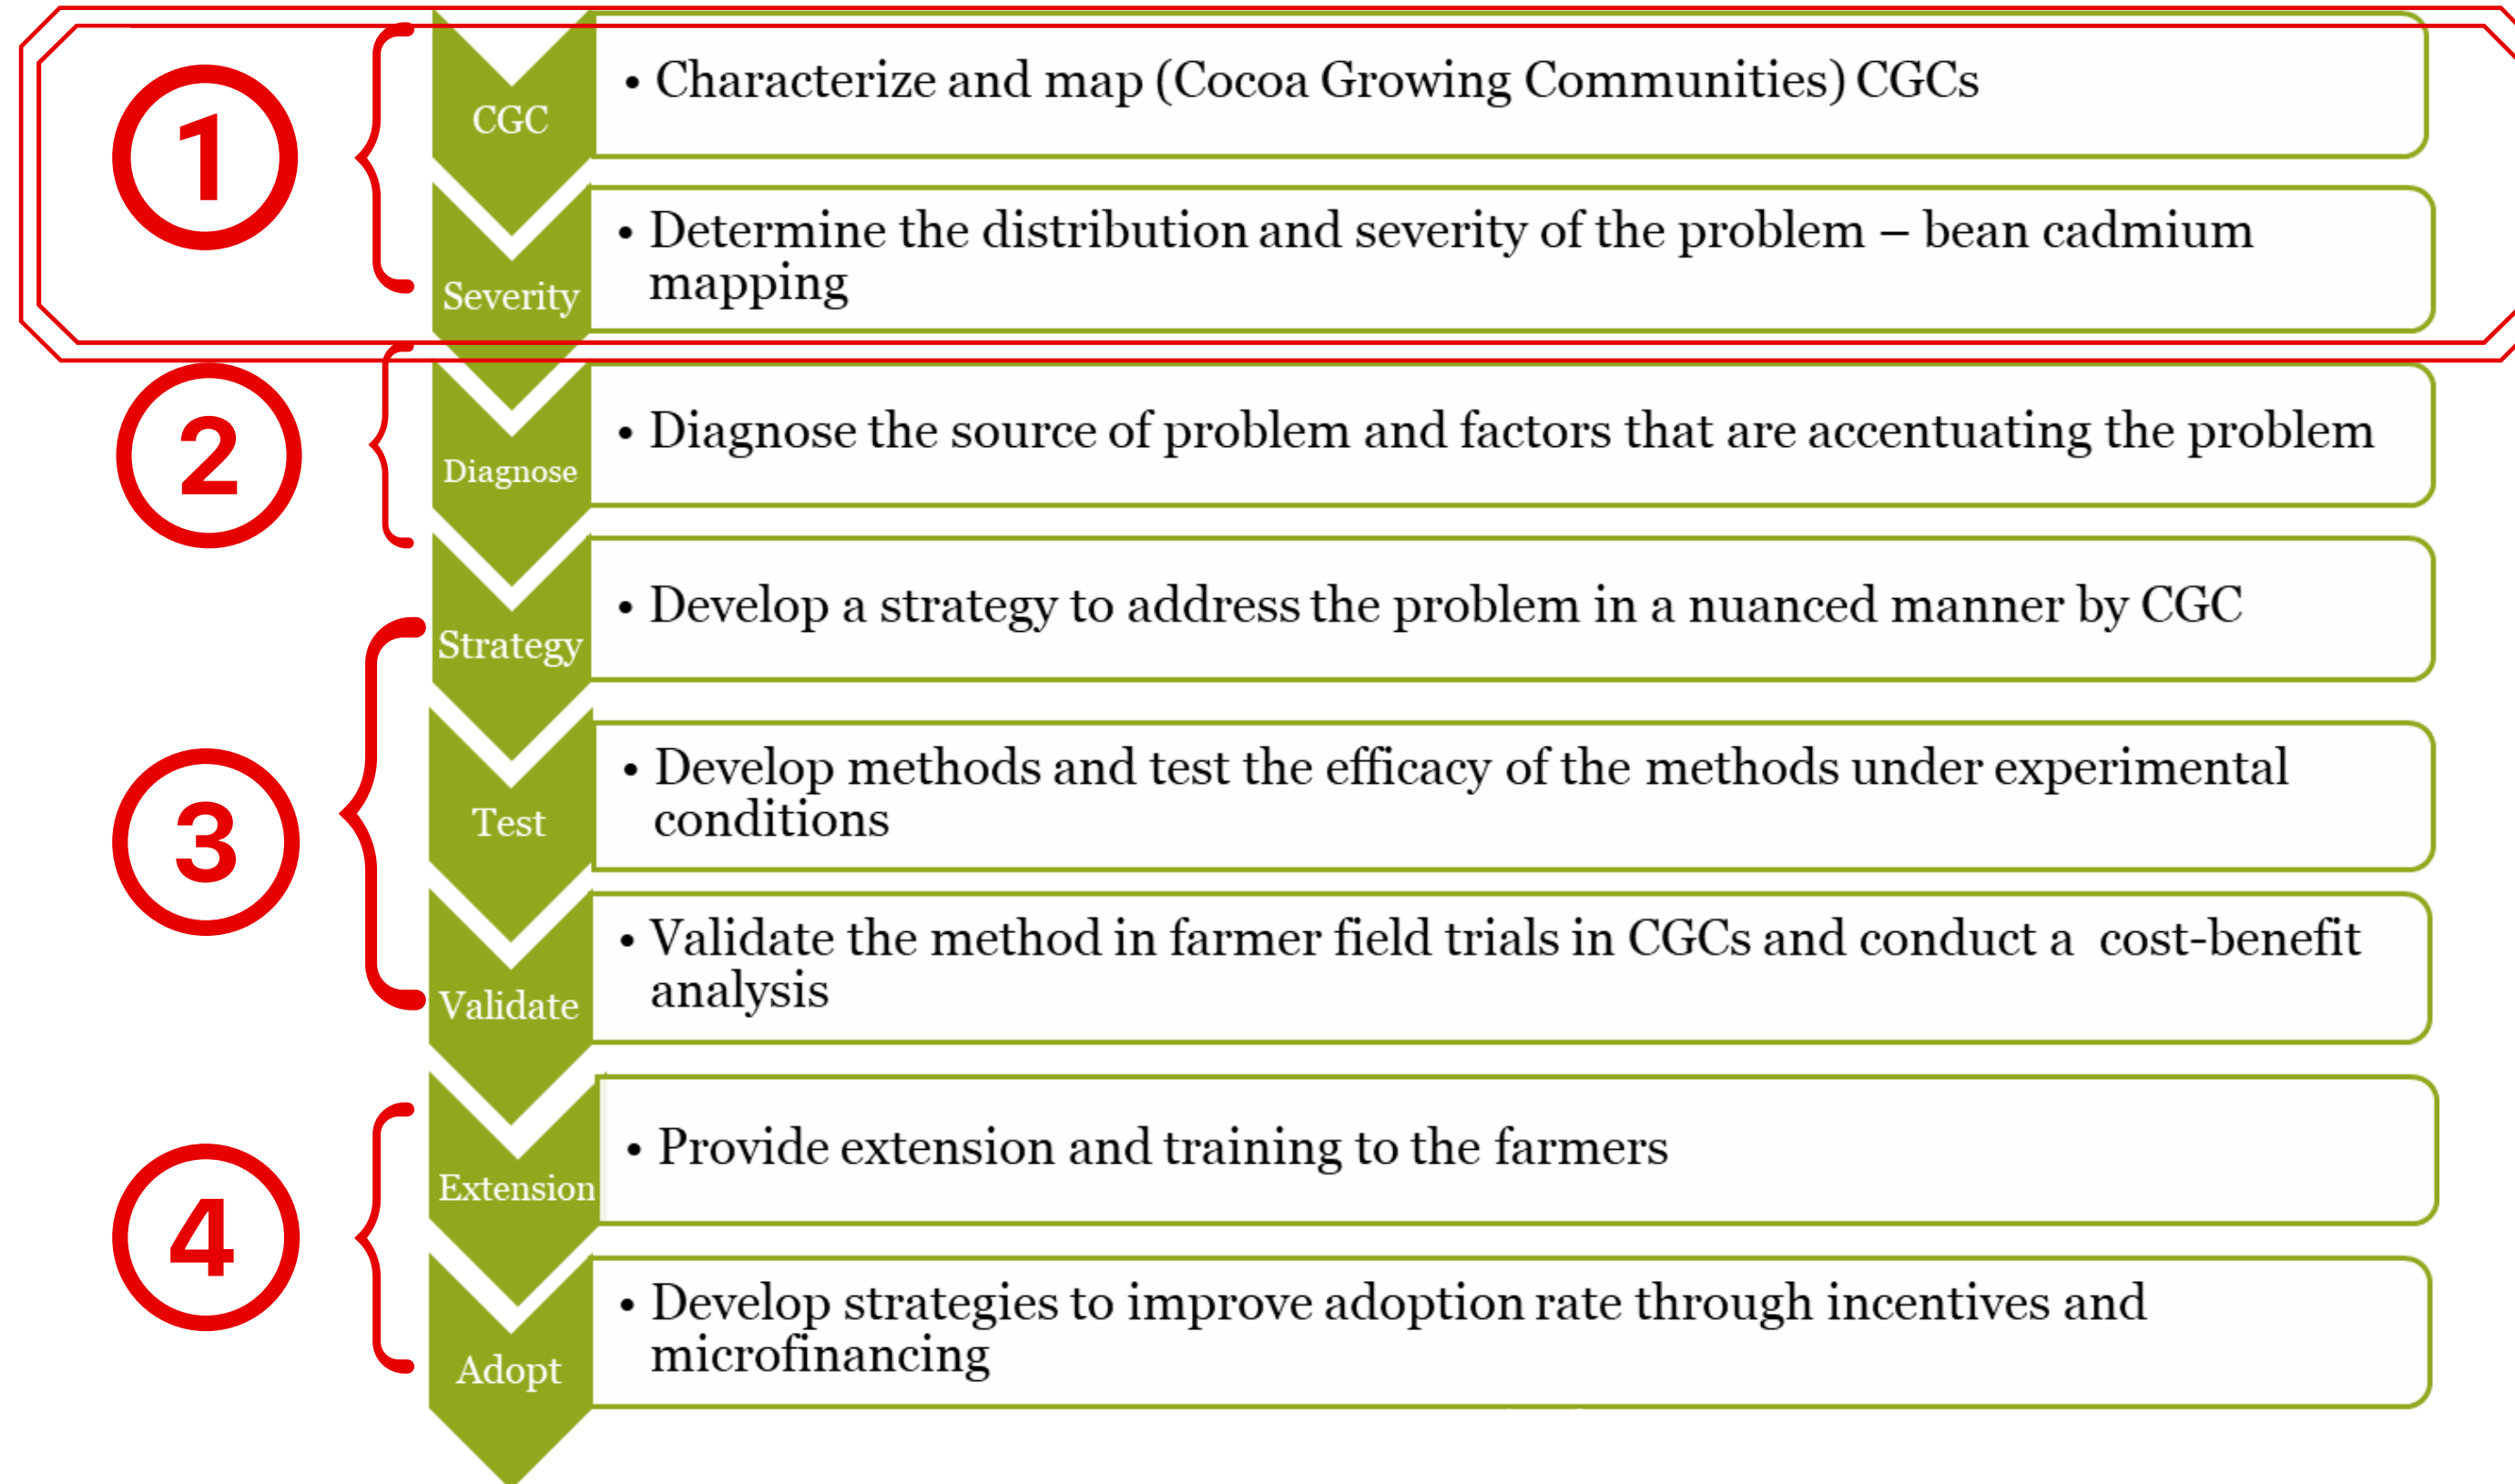 1
CGC
• Characterize and map (Cocoa Growing Communities) CGCs
Severity
• Determine the distribution and severity of the problem – bean cadmium
mapping
2
Diagnose
• Diagnose the source of problem and factors that are accentuating the problem
3
Strategy
• Develop a strategy to address the problem in a nuanced manner by CGC
Test
• Develop methods and test the efficacy of the methods under experimental
conditions
Validate
• Validate the method in farmer field trials in CGCs and conduct a cost-benefit
analysis
4
Extension
• Provide extension and training to the farmers
Adopt
• Develop strategies to improve adoption rate through incentives and
microfinancing